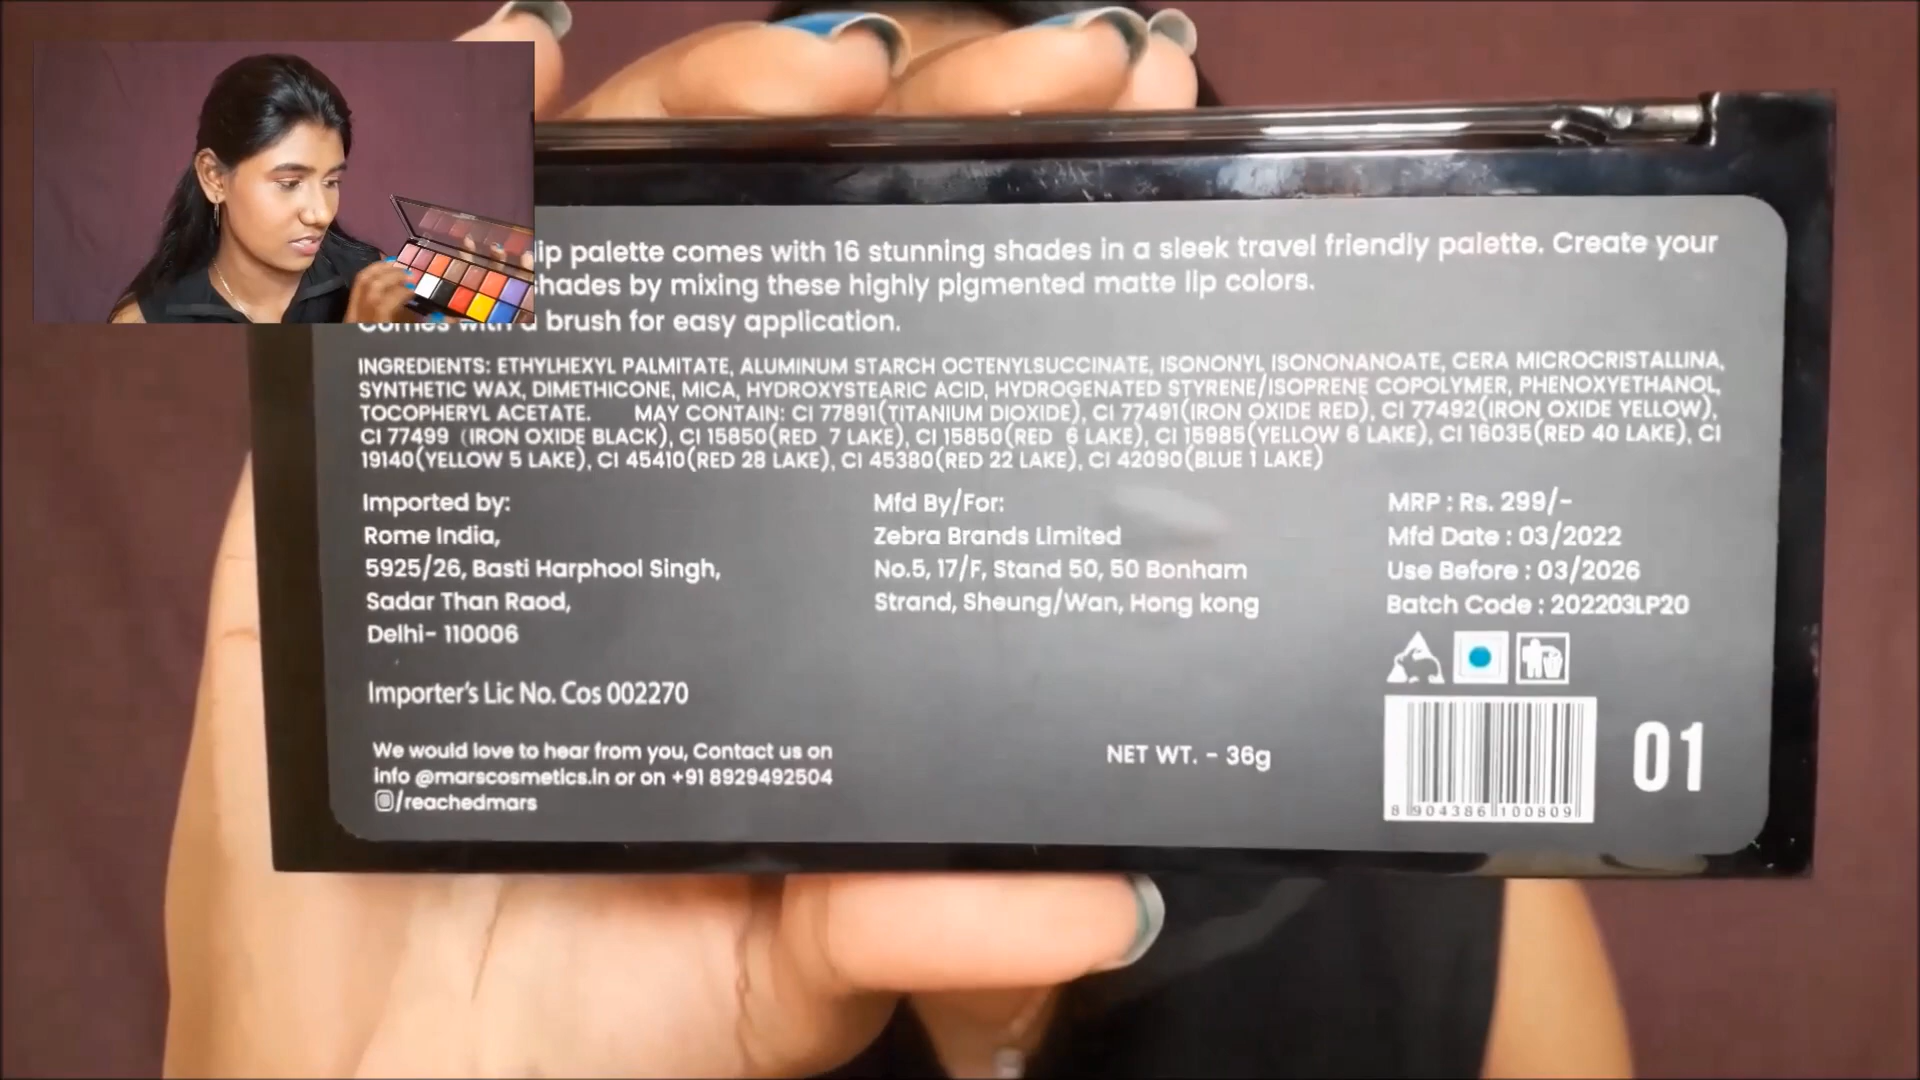 lip palette comes with 16 stunning shades in a sleek travel friendly palette. Create your
shades by mixing these highly pigmented matte lip colors.
Comes with a brush for easy application.
INGREDIENTS: ETHYLHEXYL PALMITATE, ALUMINUM STARCH OCTENYLSUCCINATE, ISONONYL ISONONANOATE, CERA MICROCRISTALLINA,
SYNTHETIC WAX, DIMETHICONE, MICA, HYDROXYSTEARIC ACID, HYDROGENATED STYRENE/ISOPRENE COPOLYMER, PHENOXYETHANOL,
TOCOPHERYL ACETATE. MAY CONTAIN: CI 77891(TITANIUM DIOXIDE), CI 77491(IRON OXIDE RED), CI 77492(IRON OXIDE YELLOW),
CI 77499 (IRON OXIDE BLACK), CI 15850(RED 7 LAKE), CI 15850(RED 6 LAKE), CI 15985(YELLOW 6 LAKE), CI 16035(RED 40 LAKE), CI
19140(YELLOW 5 LAKE), CI 45410(RED 28 LAKE), CI 45380(RED 22 LAKE), CI 42090(BLUE 1 LAKE)
Imported by:
Rome India,
5925/26, Basti Harphool Singh,
Sadar Than Raod,
Delhi- 110006
Importer's Lic No. Cos 002270
We would love to hear from you, Contact us on
info @marscosmetics.in or on +91 8929492504
/reachedmars
Mfd By/For:
Zebra Brands Limited
No.5, 17/F, Stand 50, 50 Bonham
Strand, Sheung/Wan, Hong kong
NET WT. - 36g
MRP : Rs. 299/-
Mfd Date : 03/2022
Use Before : 03/2026
Batch Code : 202203LP20
8 904386 100809
01